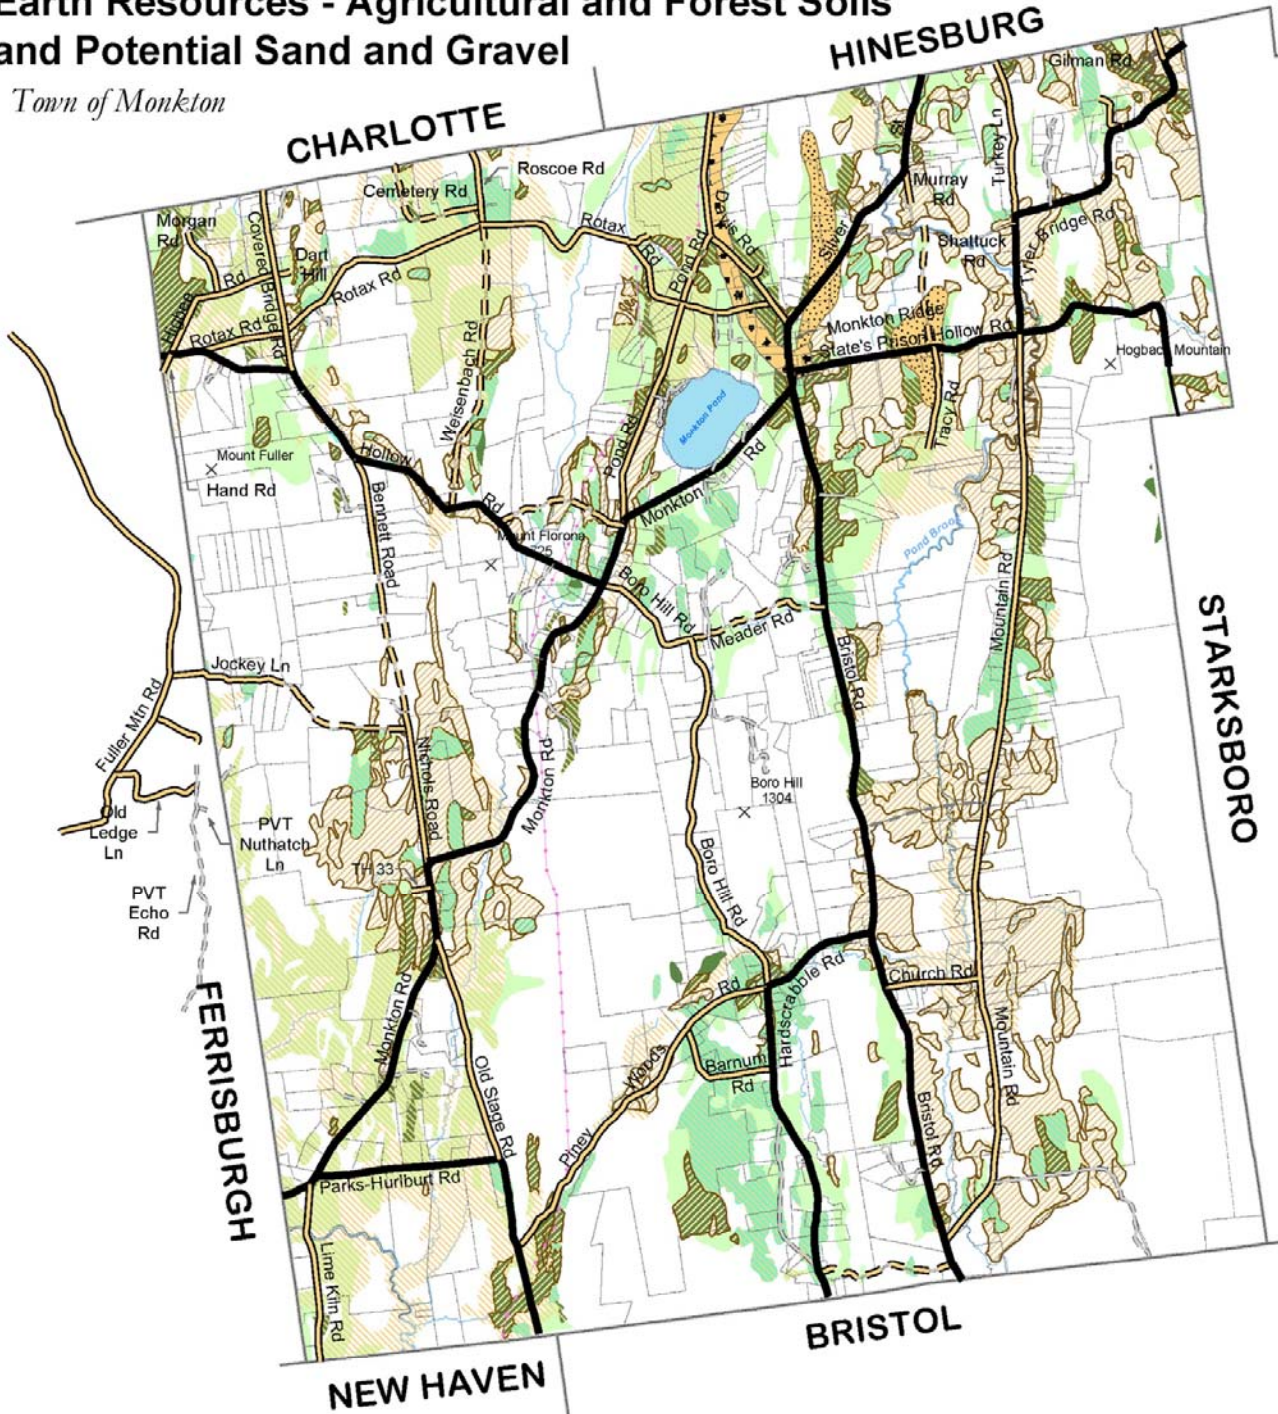 Earth Resources - Agricultural and Forest Soils
and Potential Sand and Gravel
Town of Monkton
HINESBURG
CHARLOTTE
Gilman Rd
Roscoe Rd
Cemetery Rd
Turkey Ln
St
Murray
Rd
Morgan
Rd
Covered Bridge Rd
Dart
Hill
Rd
Rotax Rd
Davis Rd
Silver
Shattuck
Rd
Tyler Bridge Rd
Rotax Rd
Pond Rd
Rotax Rd
Monkton Ridge
State's Prison Hollow Rd
Hogback Mountain
Weisenbach Rd
Monkton Pond
Tracy Rd
Mount Fuller
Hand Rd
Hollow
Rd
Pond Rd
Monkton
Rd
Bennett Road
Mount Florona
725
Pond Brook
Boro Hill Rd
Meader Rd
Mountain Rd
STARKSBORO
Jockey Ln
Bristol Rd
Fuller Mtn Rd
Nichols Road
Monkton Rd
Boro Hill
1304
Old
Ledge
Ln
PVT
Nuthatch
Ln
TH 33
PVT
Echo
Rd
Boro Hill Rd
Hardscrabble Rd
Church Rd
FERRISBURGH
Monkton Rd
Piney Woods Rd
Barnum
Rd
Mountain Rd
Old Stage Rd
Bristol Rd
Parks-Hurlburt Rd
Lime Kiln Rd
BRISTOL
NEW HAVEN